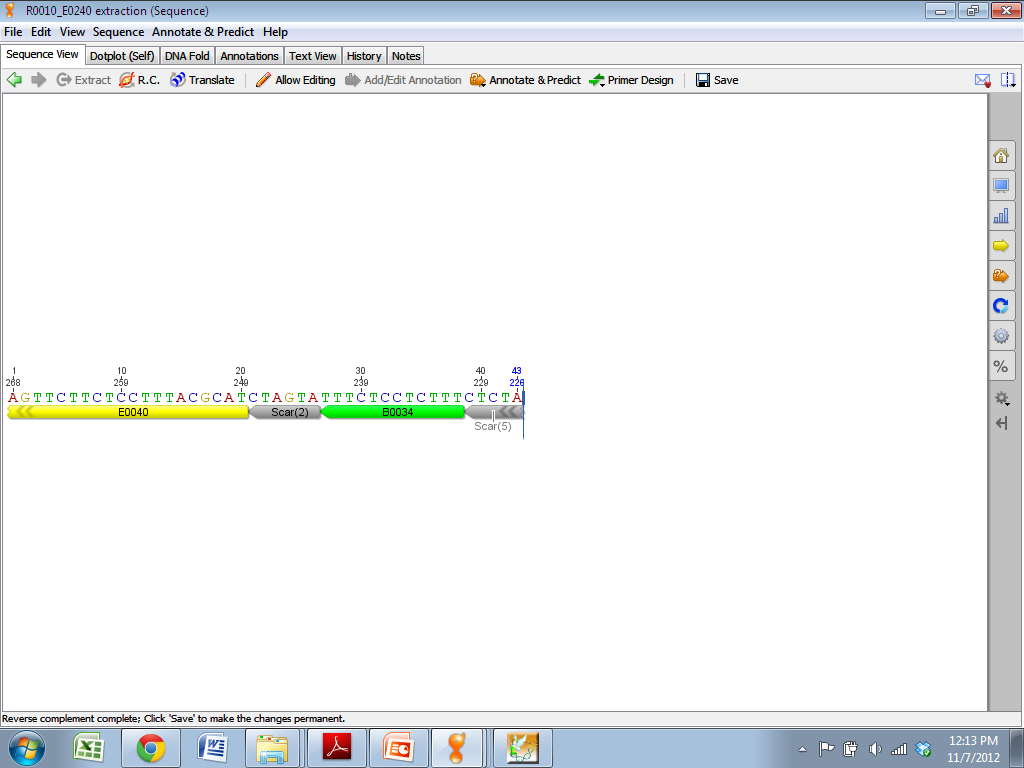 R0010_E0240 extraction (Sequence)
File Edit View Sequence Annotate & Predict Help
Sequence View Dotplot (Self) DNA Fold Annotations Text View History Notes
Extract R.C. Translate Allow Editing Add/Edit Annotation Annotate & Predict Primer Design Save
1 10 20 30 40 43
268 259 249 239 229 226
AGTTCTTCTCCTTTACGCATCTAGTATTTCTCCTCTTTCTCTA
E0040 Scar(2) B0034
Scar(5)
%
Reverse complement complete; Click 'Save' to make the changes permanent.
12:13 PM
11/7/2012